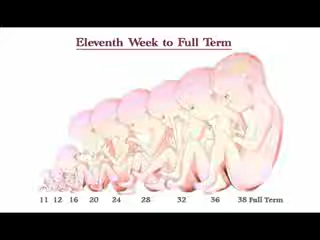 Eleventh Week to Full Term
11 12 16 20 24 28 32 36 38 Full Term